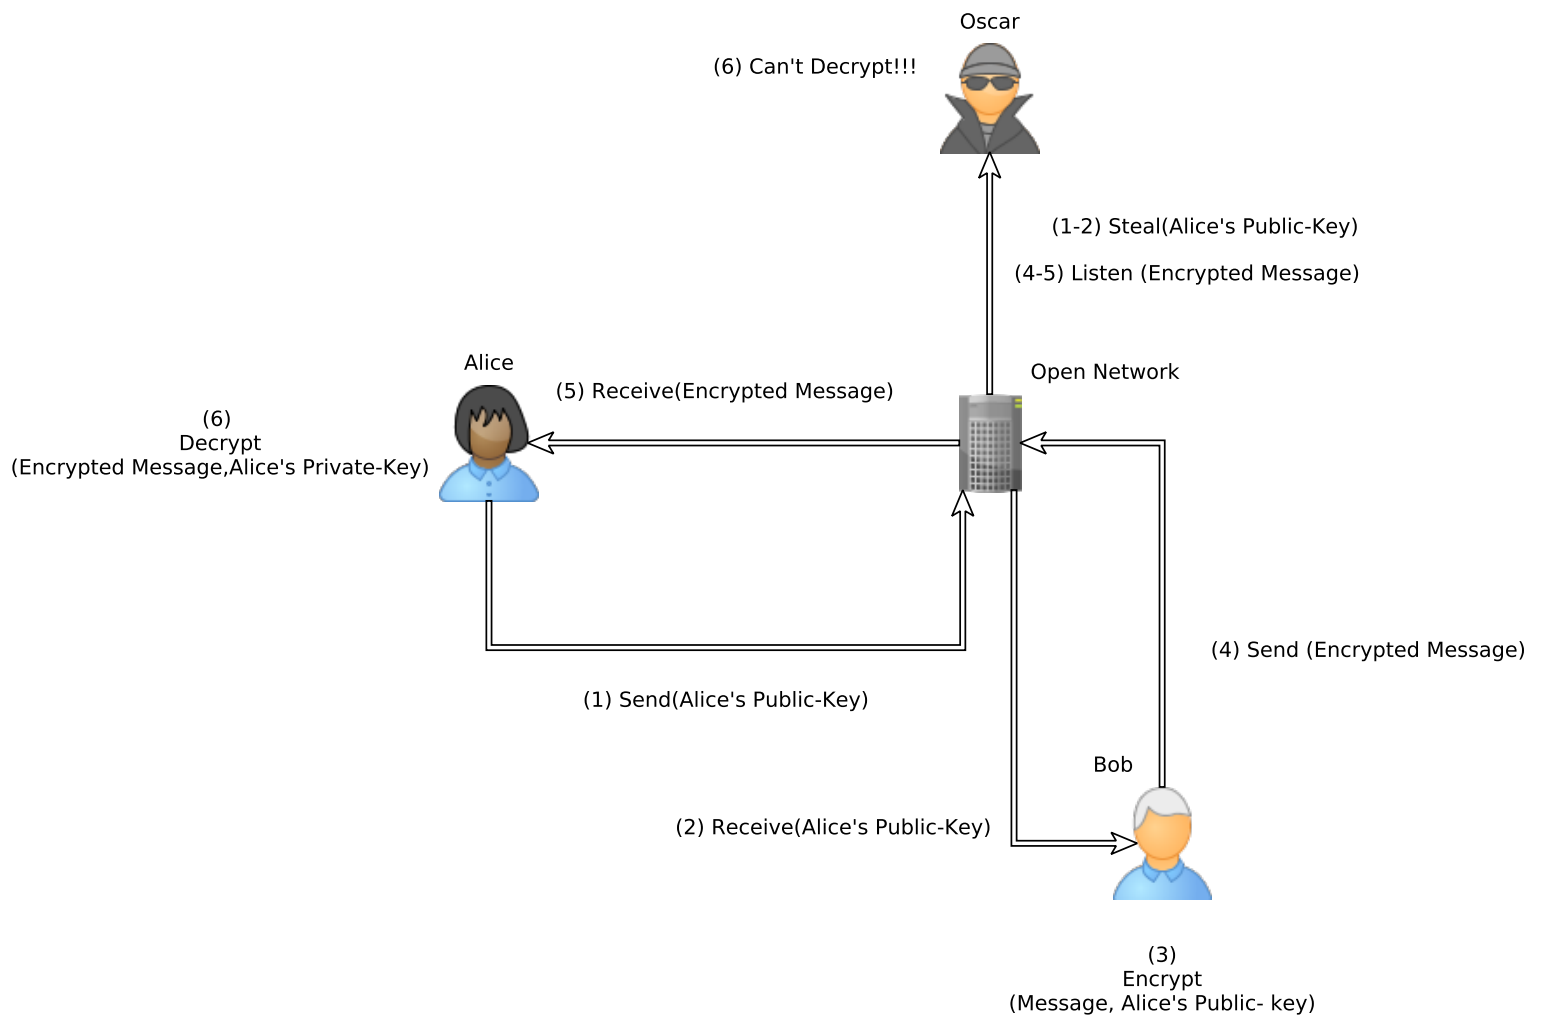 Oscar
(6) Can't Decrypt!!!
(1-2) Steal(Alice's Public-Key)
(4-5) Listen (Encrypted Message)
Alice
Open Network
(5) Receive(Encrypted Message)
(6)
Decrypt
(Encrypted Message,Alice's Private-Key)
(4) Send (Encrypted Message)
(1) Send(Alice's Public-Key)
Bob
(2) Receive(Alice's Public-Key)
(3)
Encrypt
(Message, Alice's Public- key)